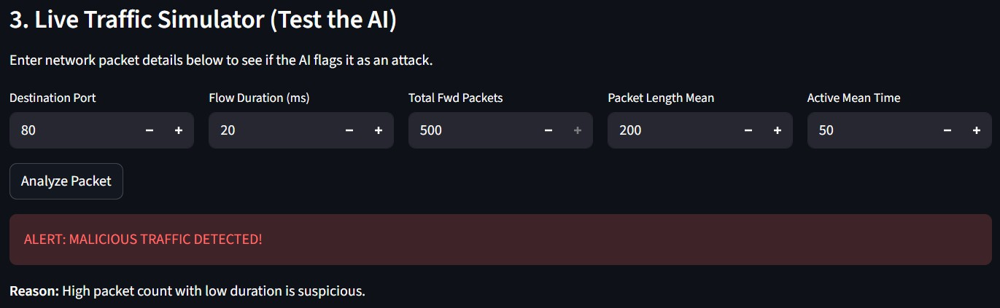 3. Live Traffic Simulator (Test the AI)
Enter network packet details below to see if the AI flags it as an attack.
Destination Port Flow Duration (ms) Total Fwd Packets Packet Length Mean Active Mean Time
80 − + 20 − + 500 − + 200 − + 50 − +
Analyze Packet
ALERT: MALICIOUS TRAFFIC DETECTED!
Reason: High packet count with low duration is suspicious.